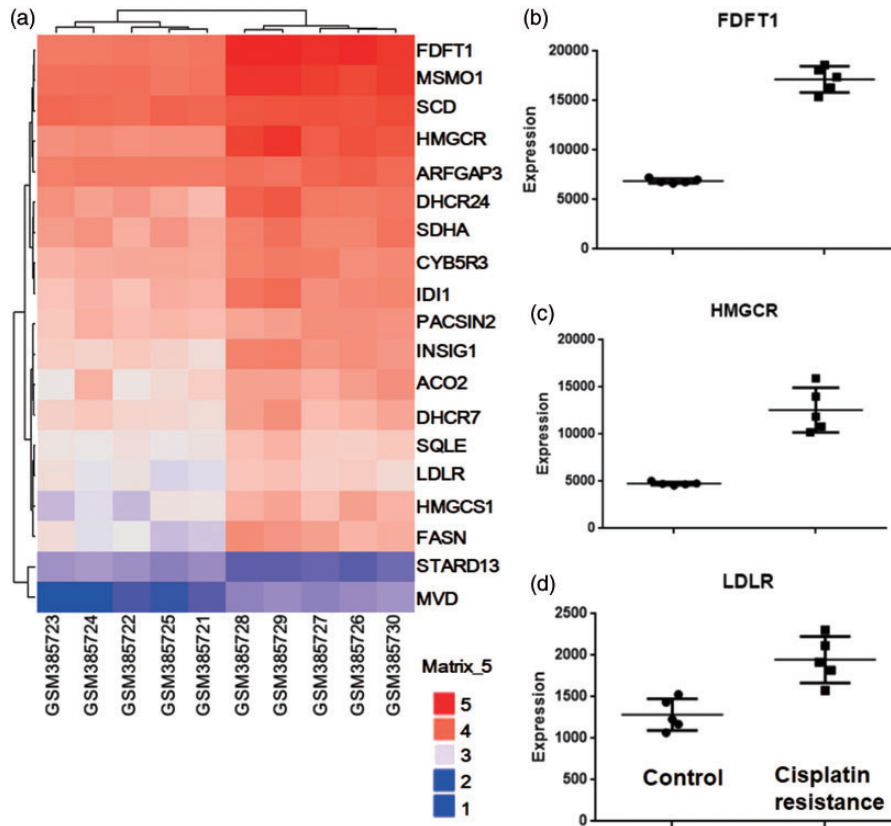 (a)
FDFT1
MSMO1
SCD
HMGCR
ARFGAP3
DHCR24
SDHA
CYB5R3
IDI1
PACSIN2
INSIG1
ACO2
DHCR7
SQLE
LDLR
HMGCS1
FASN
STARD13
MVD
GSM385723
GSM385724
GSM385722
GSM385725
GSM385721
GSM385728
GSM385729
GSM385727
GSM385726
GSM385730
Matrix_5
5
4
3
2
1
(b)
FDFT1
Expression
20000
15000
10000
5000
0
(c)
HMGCR
Expression
20000
15000
10000
5000
0
(d)
LDLR
Expression
2500
2000
1500
1000
500
0
Control
Cisplatin
resistance